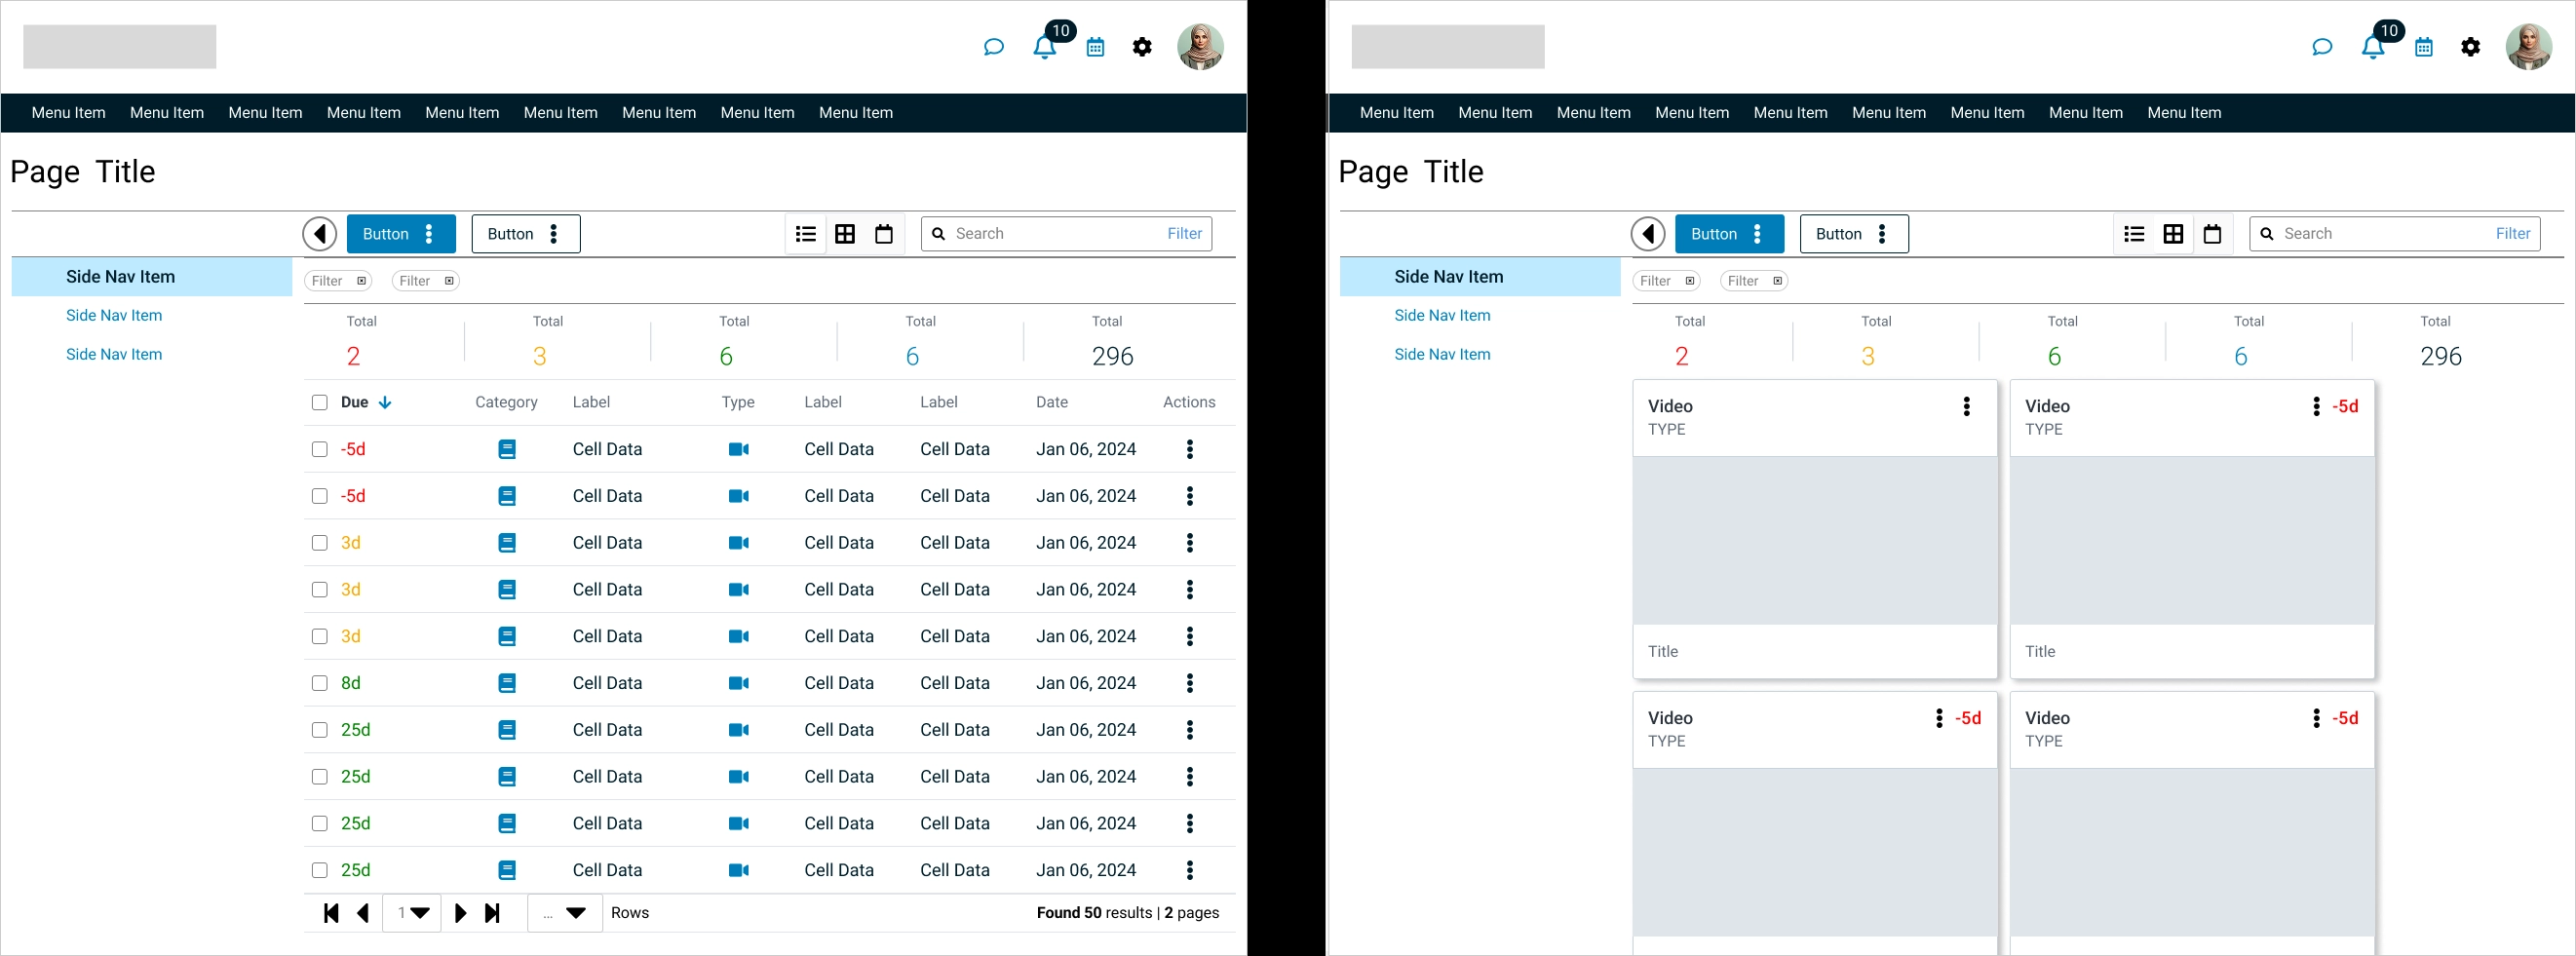 10
Menu Item Menu Item Menu Item Menu Item Menu Item Menu Item Menu Item Menu Item Menu Item
Page Title
Button Button Search Filter
Side Nav Item
Side Nav Item
Side Nav Item
Filter Filter
Total Total Total Total Total
2 3 6 6 296
Due Category Label Type Label Label Date Actions
-5d Cell Data Cell Data Cell Data Jan 06, 2024
-5d Cell Data Cell Data Cell Data Jan 06, 2024
3d Cell Data Cell Data Cell Data Jan 06, 2024
3d Cell Data Cell Data Cell Data Jan 06, 2024
3d Cell Data Cell Data Cell Data Jan 06, 2024
8d Cell Data Cell Data Cell Data Jan 06, 2024
25d Cell Data Cell Data Cell Data Jan 06, 2024
25d Cell Data Cell Data Cell Data Jan 06, 2024
25d Cell Data Cell Data Cell Data Jan 06, 2024
25d Cell Data Cell Data Cell Data Jan 06, 2024
1 ... Rows Found 50 results | 2 pages
10
Menu Item Menu Item Menu Item Menu Item Menu Item Menu Item Menu Item Menu Item Menu Item
Page Title
Button Button Search Filter
Side Nav Item
Side Nav Item
Side Nav Item
Filter Filter
Total Total Total Total Total
2 3 6 6 296
Video
TYPE
Title
Video -5d
TYPE
Title
Video -5d
TYPE
Video -5d
TYPE